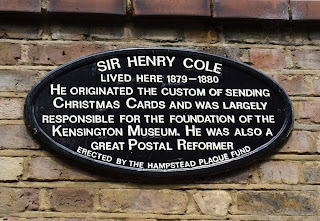 SIR HENRY COLE
LIVED HERE 1879-1880
HE ORIGINATED THE CUSTOM OF SENDING
CHRISTMAS CARDS AND WAS LARGELY
RESPONSIBLE FOR THE FOUNDATION OF THE
KENSINGTON MUSEUM. HE WAS ALSO A
GREAT POSTAL REFORMER
ERECTED BY THE HAMPSTEAD PLAQUE FUND